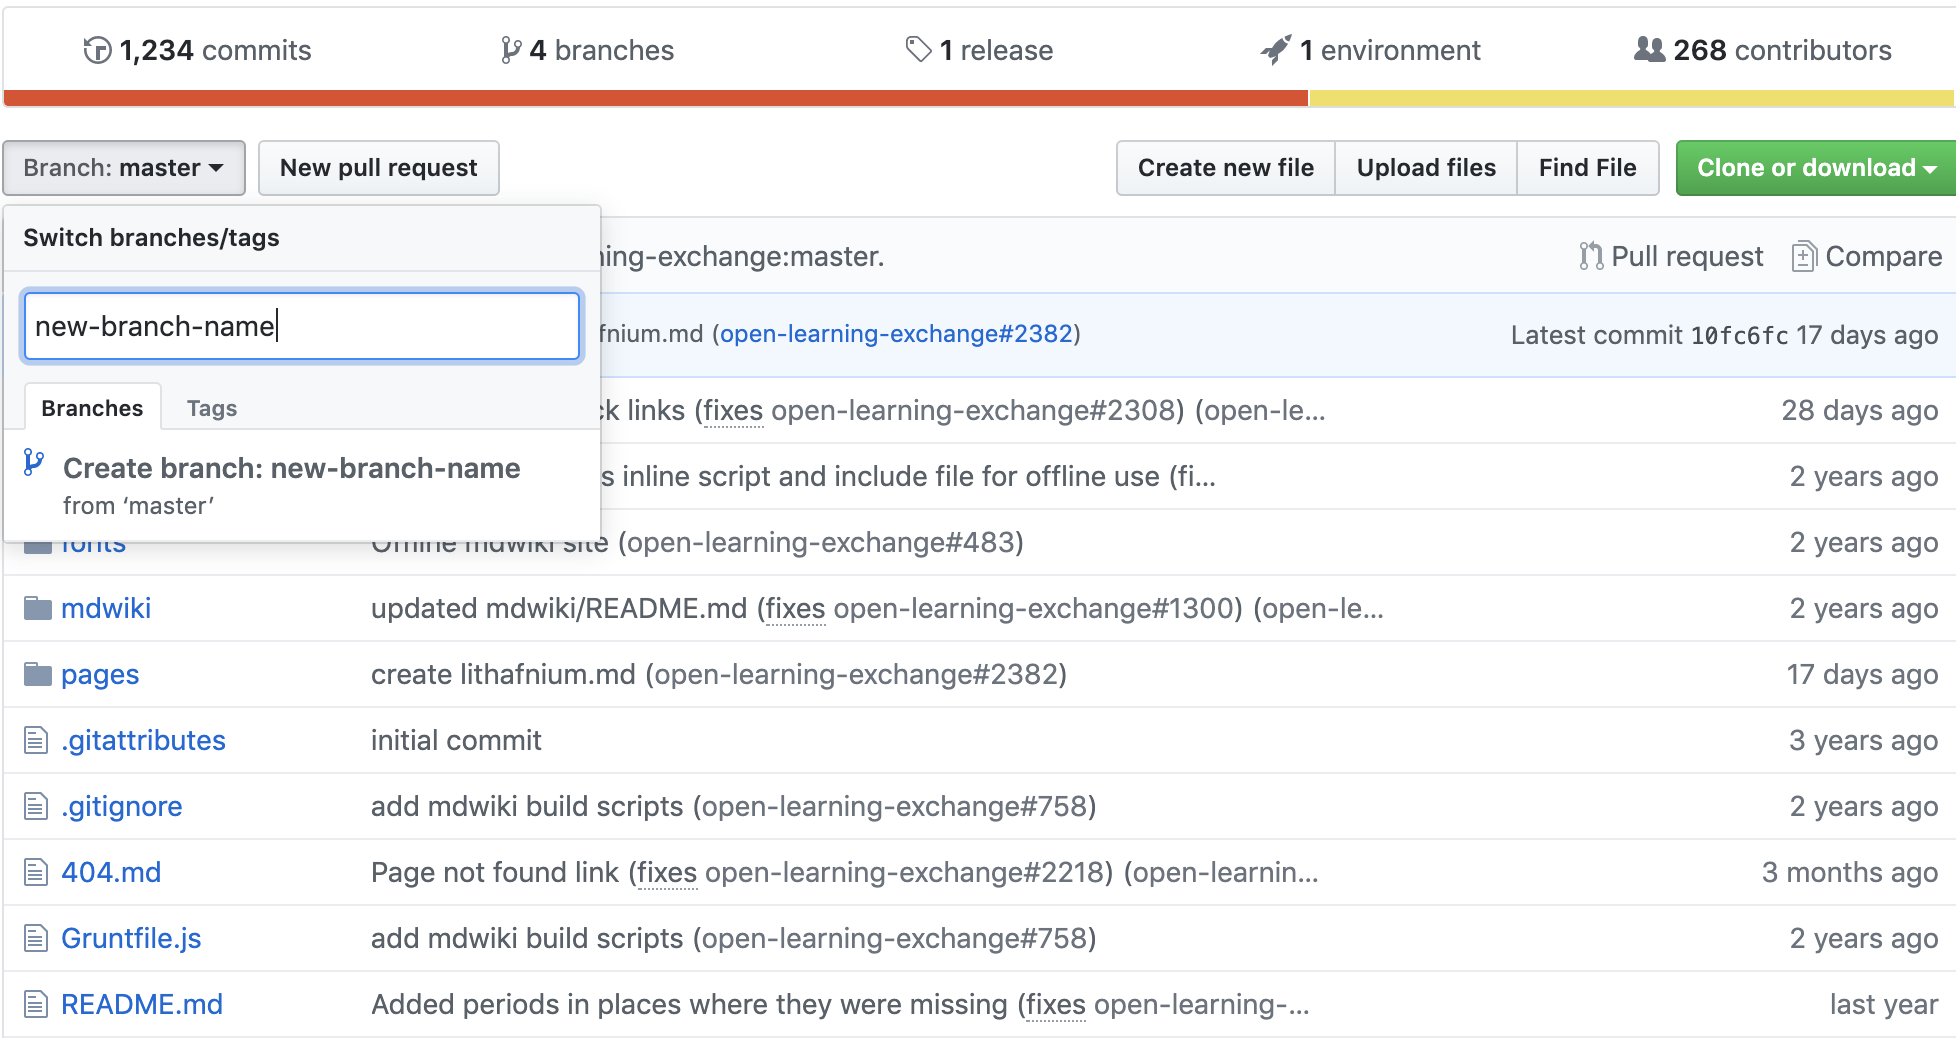 1,234 commits 4 branches 1 release 1 environment 268 contributors
Branch: master New pull request Create new file Upload files Find File Clone or download
Switch branches/tags
ning-exchange:master. Pull request Compare
new-branch-name
fnium.md (open-learning-exchange#2382) Latest commit 10fc6fc 17 days ago
Branches Tags
ck links (fixes open-learning-exchange#2308) (open-le... 28 days ago
Create branch: new-branch-name
from ‘master’
s inline script and include file for offline use (fi... 2 years ago
fonts Offline mdwiki site (open-learning-exchange#483) 2 years ago
mdwiki updated mdwiki/README.md (fixes open-learning-exchange#1300) (open-le... 2 years ago
pages create lithafnium.md (open-learning-exchange#2382) 17 days ago
.gitattributes initial commit 3 years ago
.gitignore add mdwiki build scripts (open-learning-exchange#758) 2 years ago
404.md Page not found link (fixes open-learning-exchange#2218) (open-learnin... 3 months ago
Gruntfile.js add mdwiki build scripts (open-learning-exchange#758) 2 years ago
README.md Added periods in places where they were missing (fixes open-learning-... last year